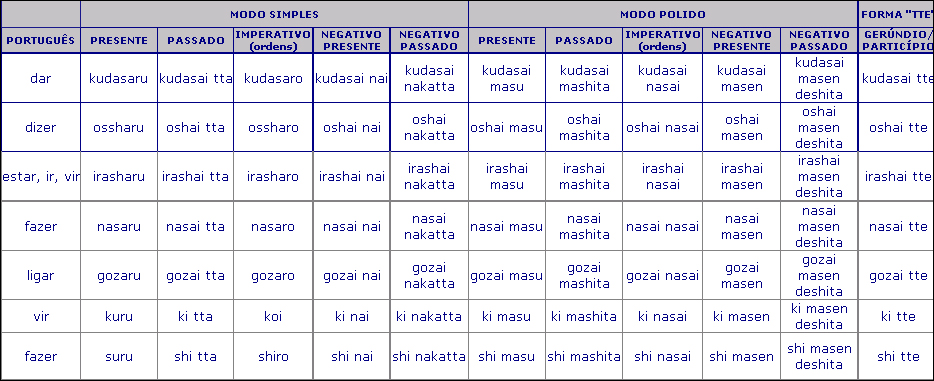 MODO SIMPLES MODO POLIDO FORMA "TTE"
PORTUGUÊS PRESENTE PASSADO IMPERATIVO (ordens) NEGATIVO PRESENTE NEGATIVO PASSADO PRESENTE PASSADO IMPERATIVO (ordens) NEGATIVO PRESENTE NEGATIVO PASSADO GERÚNDIO/ PARTICÍPIO
dar kudasaru kudasai tta kudasaro kudasai nai kudasai nakatta kudasai masu kudasai mashita kudasai nasai kudasai masen kudasai masen deshita kudasai tte
dizer ossharu oshai tta ossharo oshai nai oshai nakatta oshai masu oshai mashita oshai nasai oshai masen oshai masen deshita oshai tte
estar, ir, vir irasharu irashai tta irasharo irashai nai irashai nakatta irashai masu irashai mashita irashai nasai irashai masen irashai masen deshita irashai tte
fazer nasaru nasai tta nasaro nasai nai nasai nakatta nasai masu nasai mashita nasai nasai nasai masen nasai masen deshita nasai tte
ligar gozaru gozai tta gozaro gozai nai gozai nakatta gozai masu gozai mashita gozai nasai gozai masen gozai masen deshita gozai tte
vir kuru ki tta koi ki nai ki nakatta ki masu ki mashita ki nasai ki masen ki masen deshita ki tte
fazer suru shi tta shiro shi nai shi nakatta shi masu shi mashita shi nasai shi masen shi masen deshita shi tte